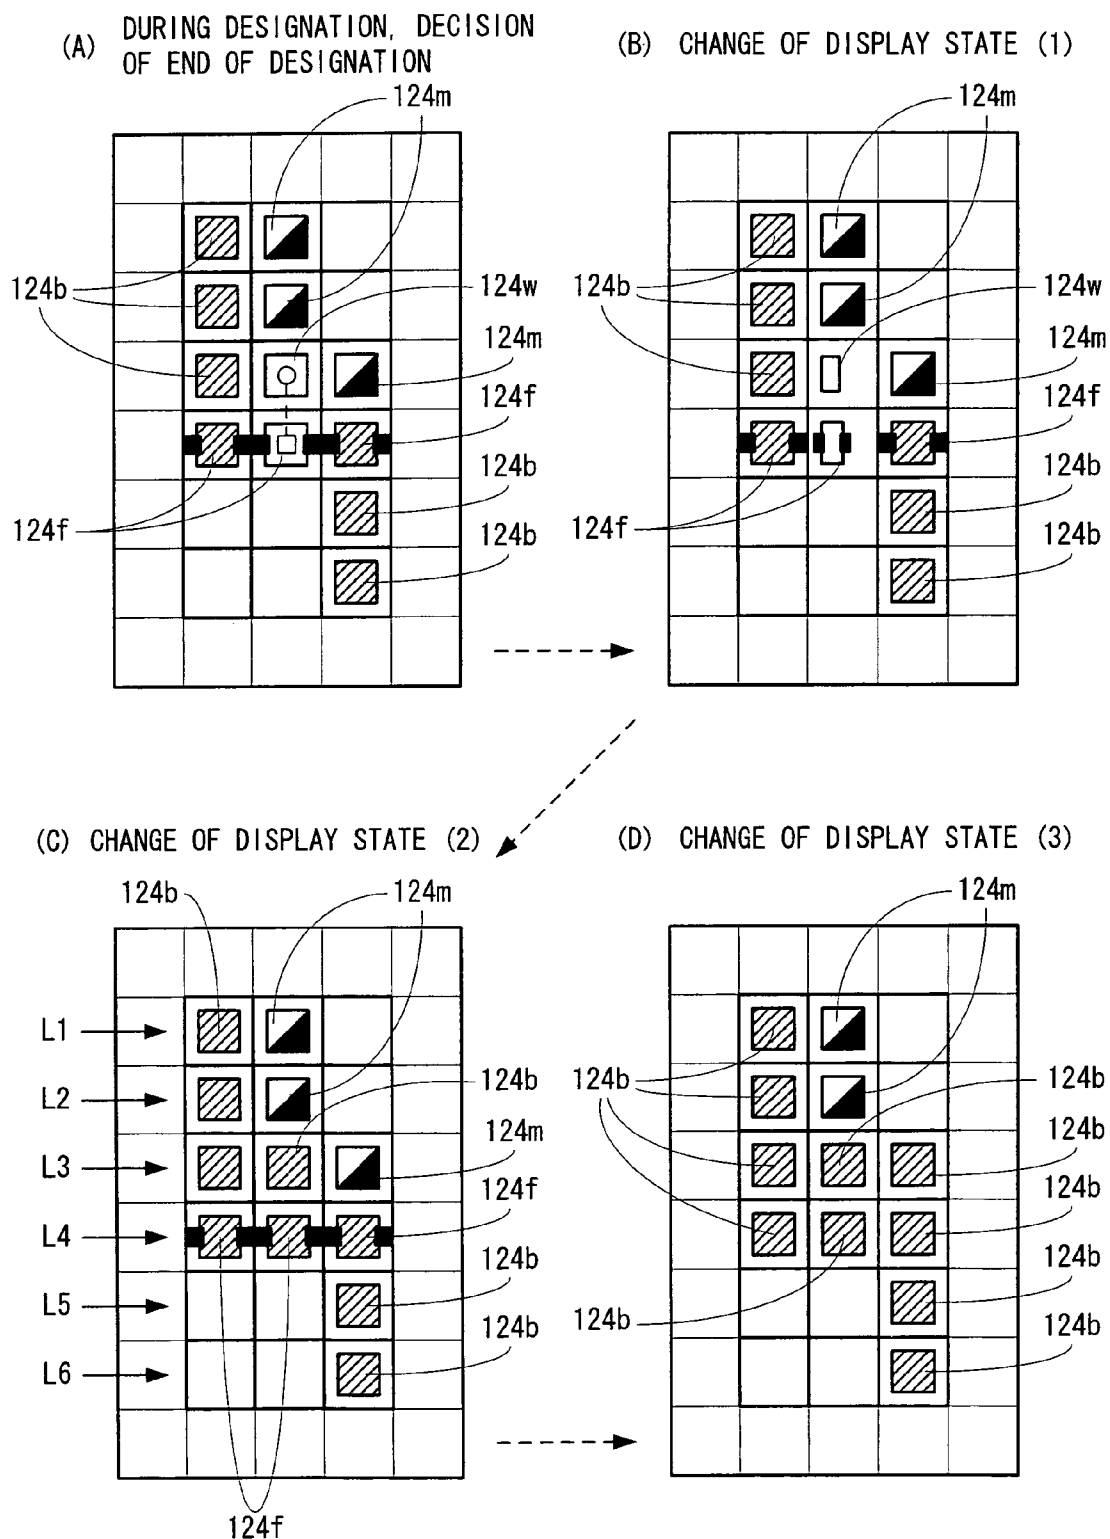 (A) DURING DESIGNATION, DECISION
OF END OF DESIGNATION
124m
124b
124w
124m
124f
124b
124f
124b
(B) CHANGE OF DISPLAY STATE (1)
124m
124b
124w
124m
124f
124b
124f
124b
(C) CHANGE OF DISPLAY STATE (2)
124b
124m
L1
L2
124b
124m
L3
124f
L4
124b
L5
124b
L6
124f
(D) CHANGE OF DISPLAY STATE (3)
124m
124b
124b
124b
124b
124b
124b
124b